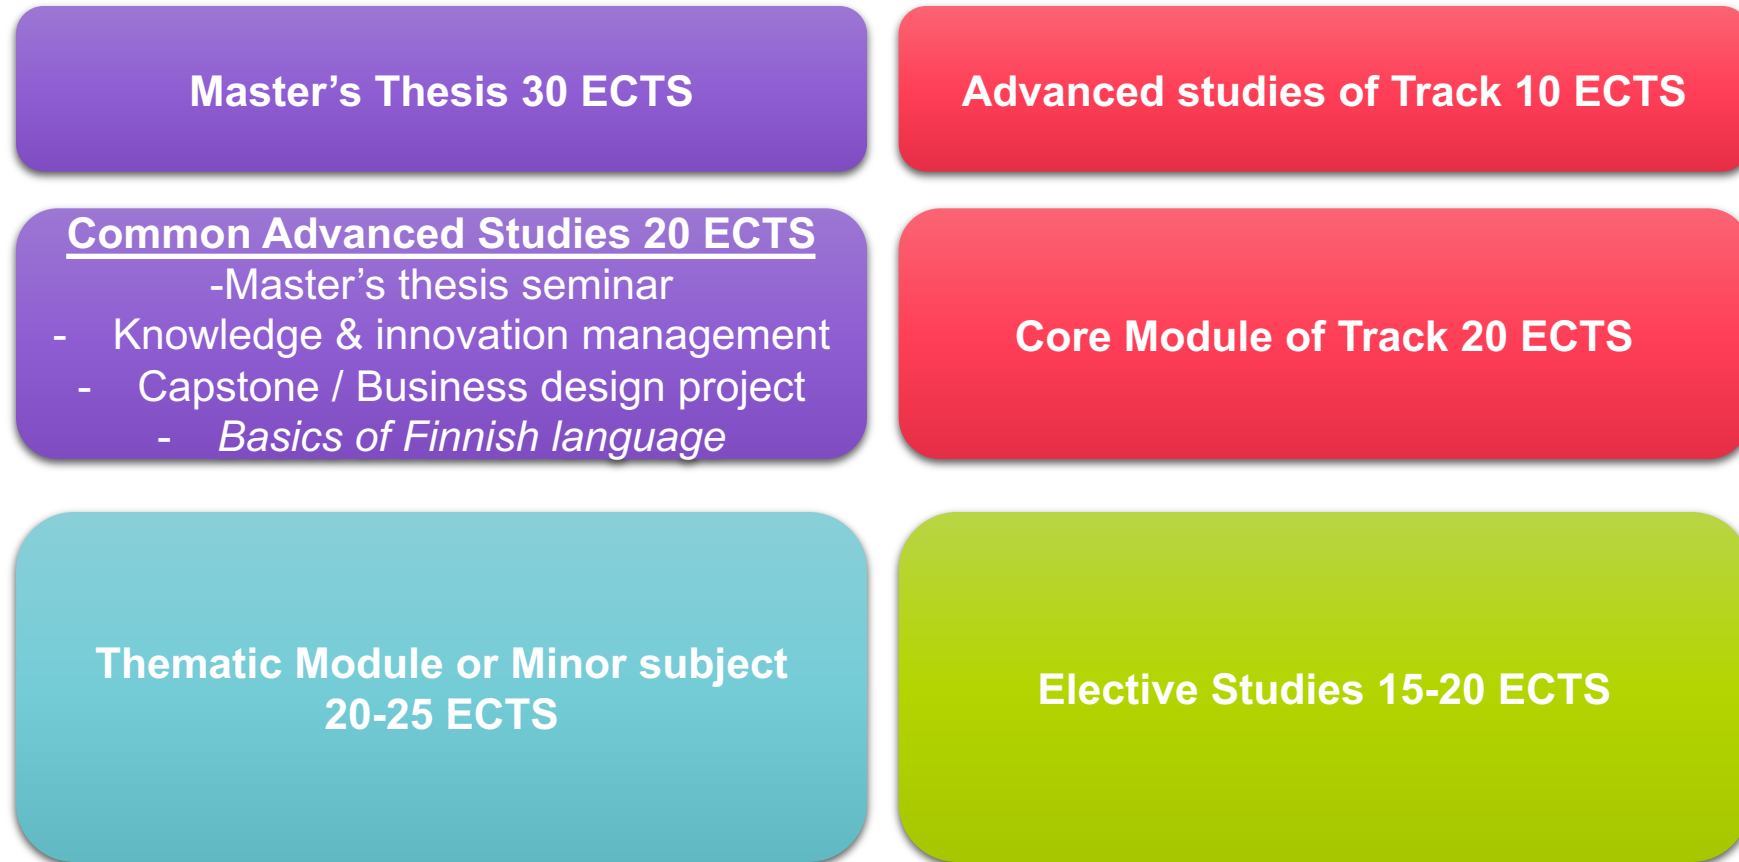 Master’s Thesis 30 ECTS
Advanced studies of Track 10 ECTS
Common Advanced Studies 20 ECTS
-Master’s thesis seminar
- Knowledge & innovation management
- Capstone / Business design project
- Basics of Finnish language
Core Module of Track 20 ECTS
Thematic Module or Minor subject
20-25 ECTS
Elective Studies 15-20 ECTS